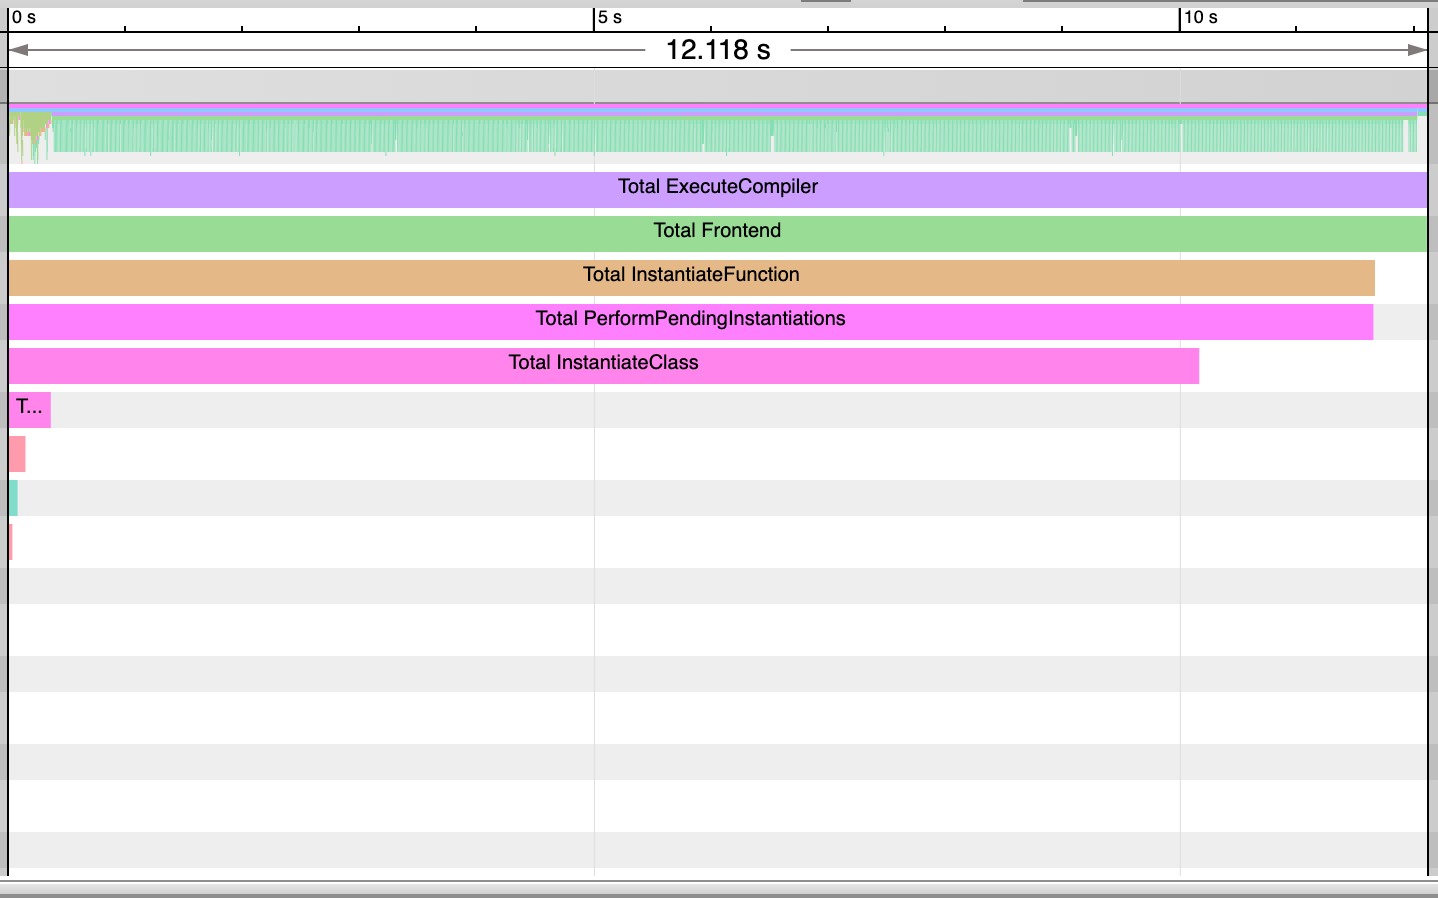 0 s 5 s 10 s
12.118 s
Total ExecuteCompiler
Total Frontend
Total InstantiateFunction
Total PerformPendingInstantiations
Total InstantiateClass
T...